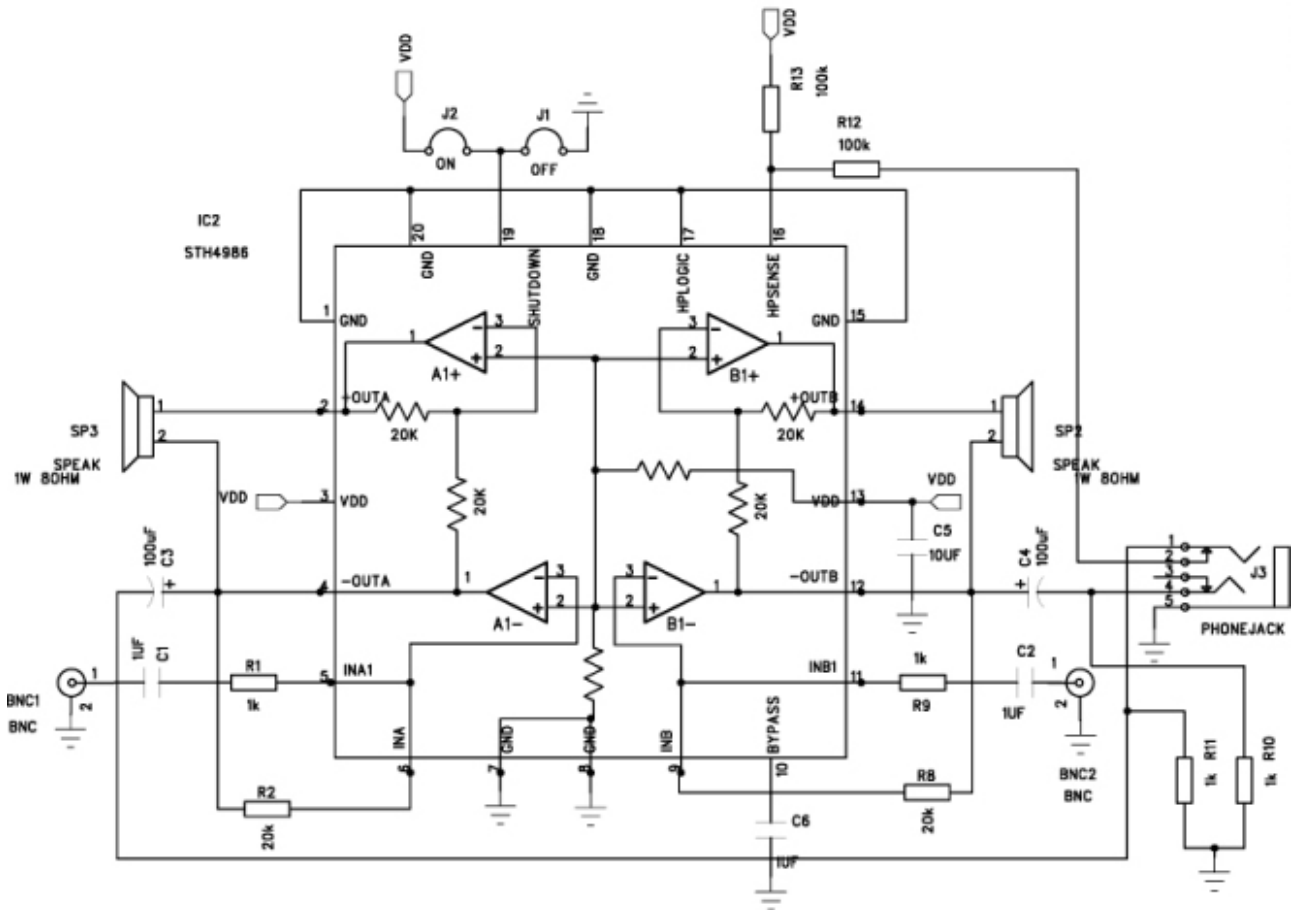 VDD
VDD
R13
100k
J2
J1
ON
OFF
R12
100k
IC2
STH4986
20
19
18
17
16
GND
SHUTDOWN
GND
HPLOGIC
HPSENSE
1
GND
GND
15
1
3
2
A1+
3
2
1
B1+
1
2
SP3
SPEAK
1W 8OHM
2
+OUTA
20K
+OUTB
14
20K
1
2
SP2
SPEAK
1W 8OHM
VDD
3
VDD
20K
20K
VDD
13
VDD
C5
10UF
100uF
C3
+
4
-OUTA
1
3
2
A1-
3
2
1
B1-
-OUTB
12
C4
100uF
+
1
2
3
4
5
J3
PHONEJACK
BNC1
BNC
1
2
1UF
C1
R1
1k
5
INA1
INB1
11
1k
R9
C2
1UF
1
2
BNC2
BNC
INA
GND
GND
INB
BYPASS
6
7
8
9
10
R2
20k
R8
20k
C6
1UF
R11
1k
R10
1k